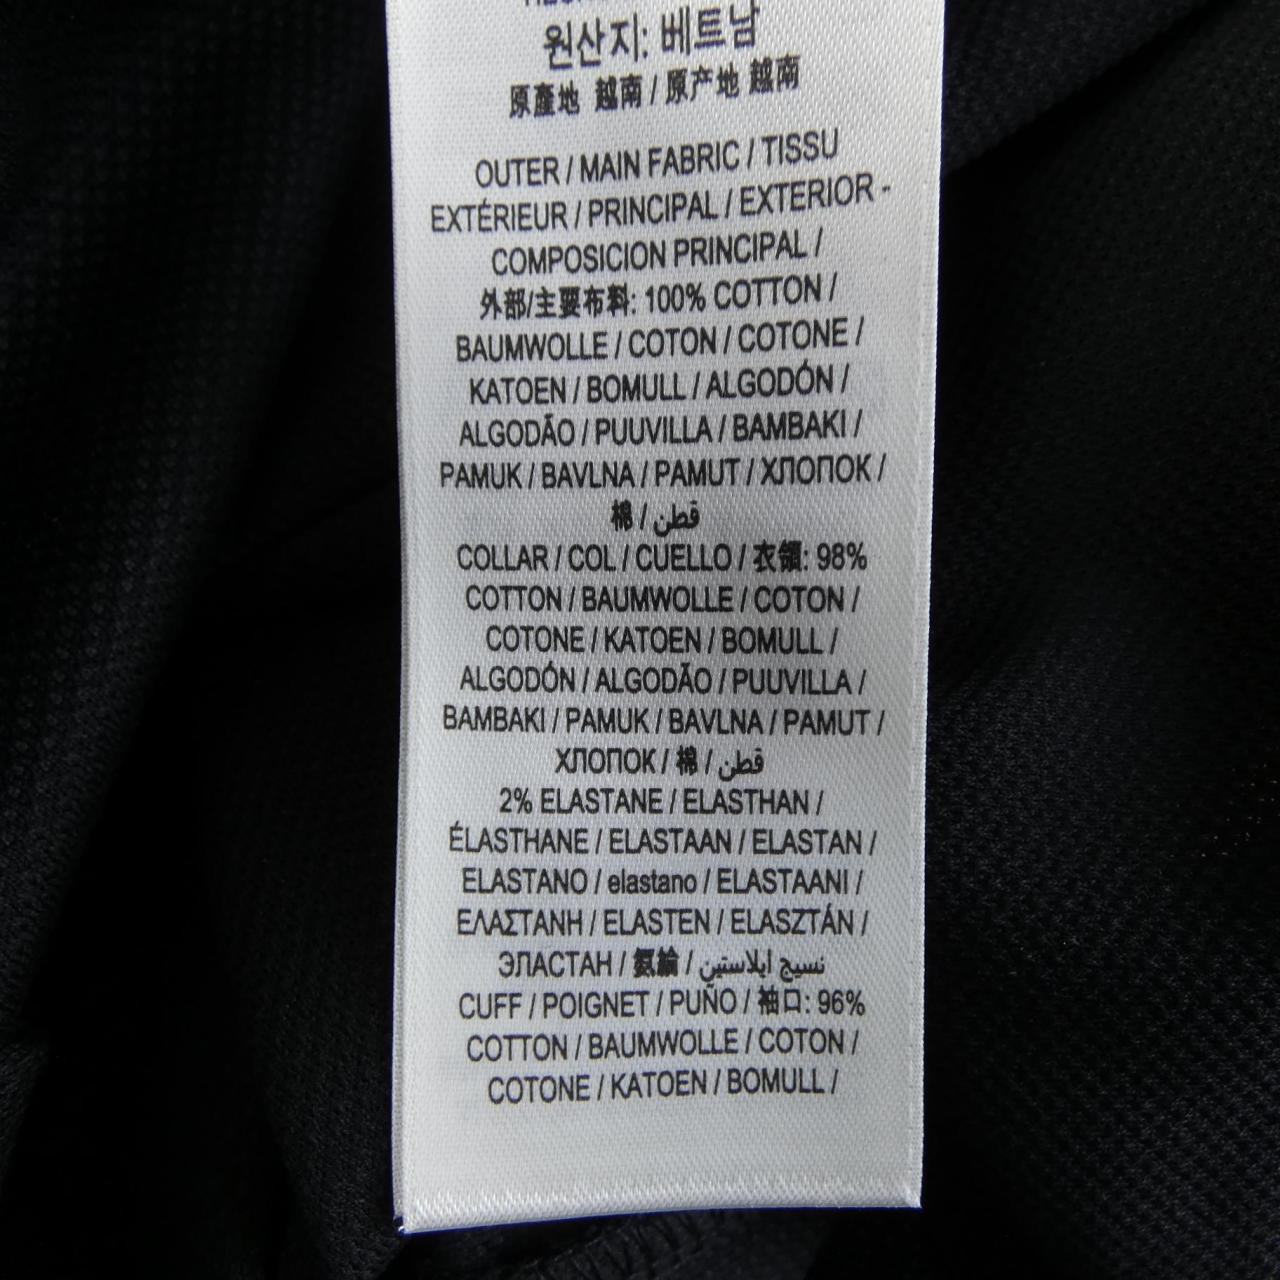 원산지: 베트남
原產地 越南 / 原产地 越南
OUTER / MAIN FABRIC / TISSU
EXTÉRIEUR / PRINCIPAL / EXTERIOR -
COMPOSICION PRINCIPAL /
外部/主要布料: 100% COTTON /
BAUMWOLLE / COTON / COTONE /
KATOEN / BOMULL / ALGODÓN /
ALGODÃO / PUUVILLA / BAMBAKI /
PAMUK / BAVLNA / PAMUT / ХЛОПОК /
棉 / قطن
COLLAR / COL / CUELLO / 衣領: 98%
COTTON / BAUMWOLLE / COTON /
COTONE / KATOEN / BOMULL /
ALGODÓN / ALGODÃO / PUUVILLA /
BAMBAKI / PAMUK / BAVLNA / PAMUT /
ХЛОПОК / 棉 / قطن
2% ELASTANE / ELASTHAN /
ÉLASTHANE / ELASTAAN / ELASTAN /
ELASTANO / elastano / ELASTAANI /
ΕΛΑΣΤΑΝΗ / ELASTEN / ELASZTÁN /
ЭЛАСТАН / 氨綸 / نسيج ايلاستين
CUFF / POIGNET / PUÑO / 袖口: 96%
COTTON / BAUMWOLLE / COTON /
COTONE / KATOEN / BOMULL /